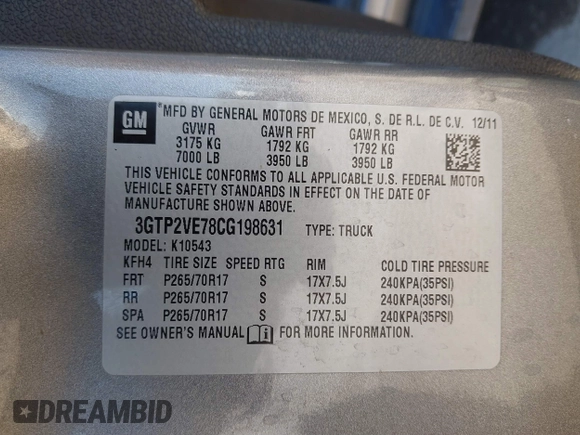 GM
*MFD BY GENERAL MOTORS DE MEXICO, S. DE R.L. DE C.V. 12/11
GVWR GAWR FRT GAWR RR
3175 KG 1792 KG 1792 KG
7000 LB 3950 LB 3950 LB
THIS VEHICLE CONFORMS TO ALL APPLICABLE U.S. FEDERAL MOTOR
VEHICLE SAFETY STANDARDS IN EFFECT ON THE DATE OF
MANUFACTURE SHOWN ABOVE.
3GTP2VE78CG198631 TYPE: TRUCK
MODEL: K10543
KFH4 TIRE SIZE SPEED RTG RIM COLD TIRE PRESSURE
FRT P265/70R17 S 17X7.5J 240KPA(35PSI)
RR P265/70R17 S 17X7.5J 240KPA(35PSI)
SPA P265/70R17 S 17X7.5J 240KPA(35PSI)
SEE OWNER'S MANUAL FOR MORE INFORMATION.
DREAMBID